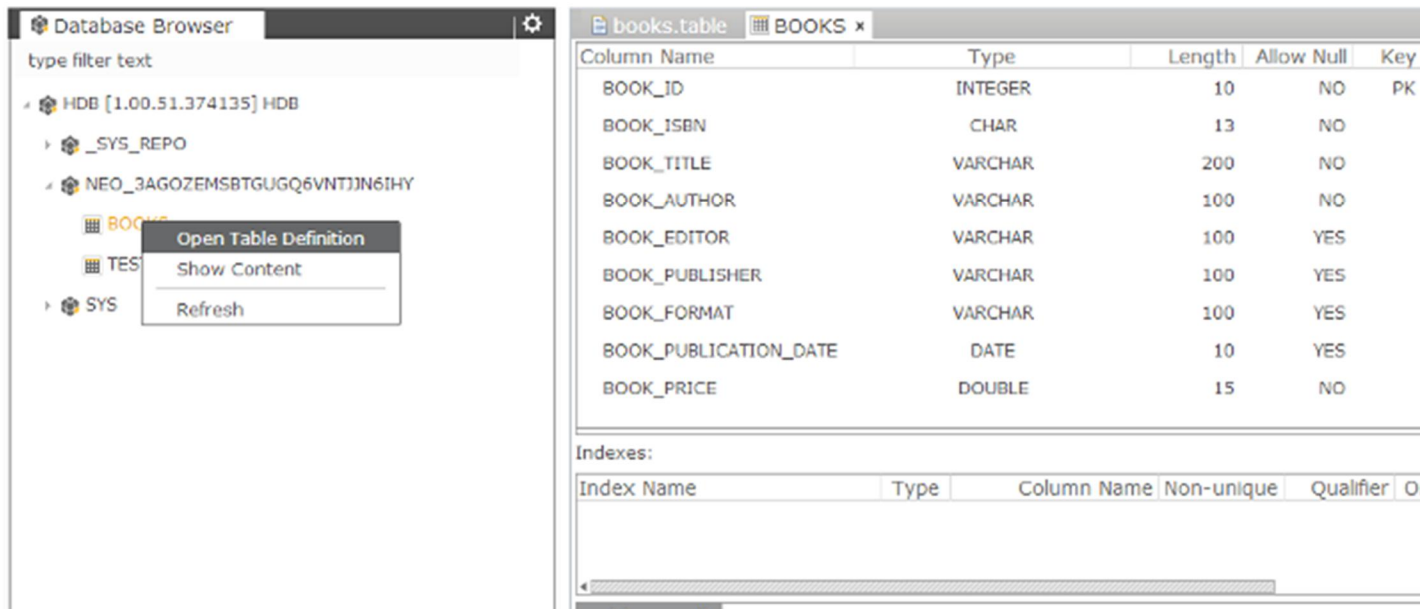 Database Browser
type filter text
HDB [1.00.51.374135] HDB
_SYS_REPO
NEO_3AGOZEMSBTGUGQ6VNTJJN6IHY
BOOKS
Open Table Definition
TEST
Show Content
SYS
Refresh
books.table BOOKS ×
Column Name Type Length Allow Null Key
BOOK_ID INTEGER 10 NO PK
BOOK_ISBN CHAR 13 NO
BOOK_TITLE VARCHAR 200 NO
BOOK_AUTHOR VARCHAR 100 NO
BOOK_EDITOR VARCHAR 100 YES
BOOK_PUBLISHER VARCHAR 100 YES
BOOK_FORMAT VARCHAR 100 YES
BOOK_PUBLICATION_DATE DATE 10 YES
BOOK_PRICE DOUBLE 15 NO
Indexes:
Index Name Type Column Name Non-unique Qualifier